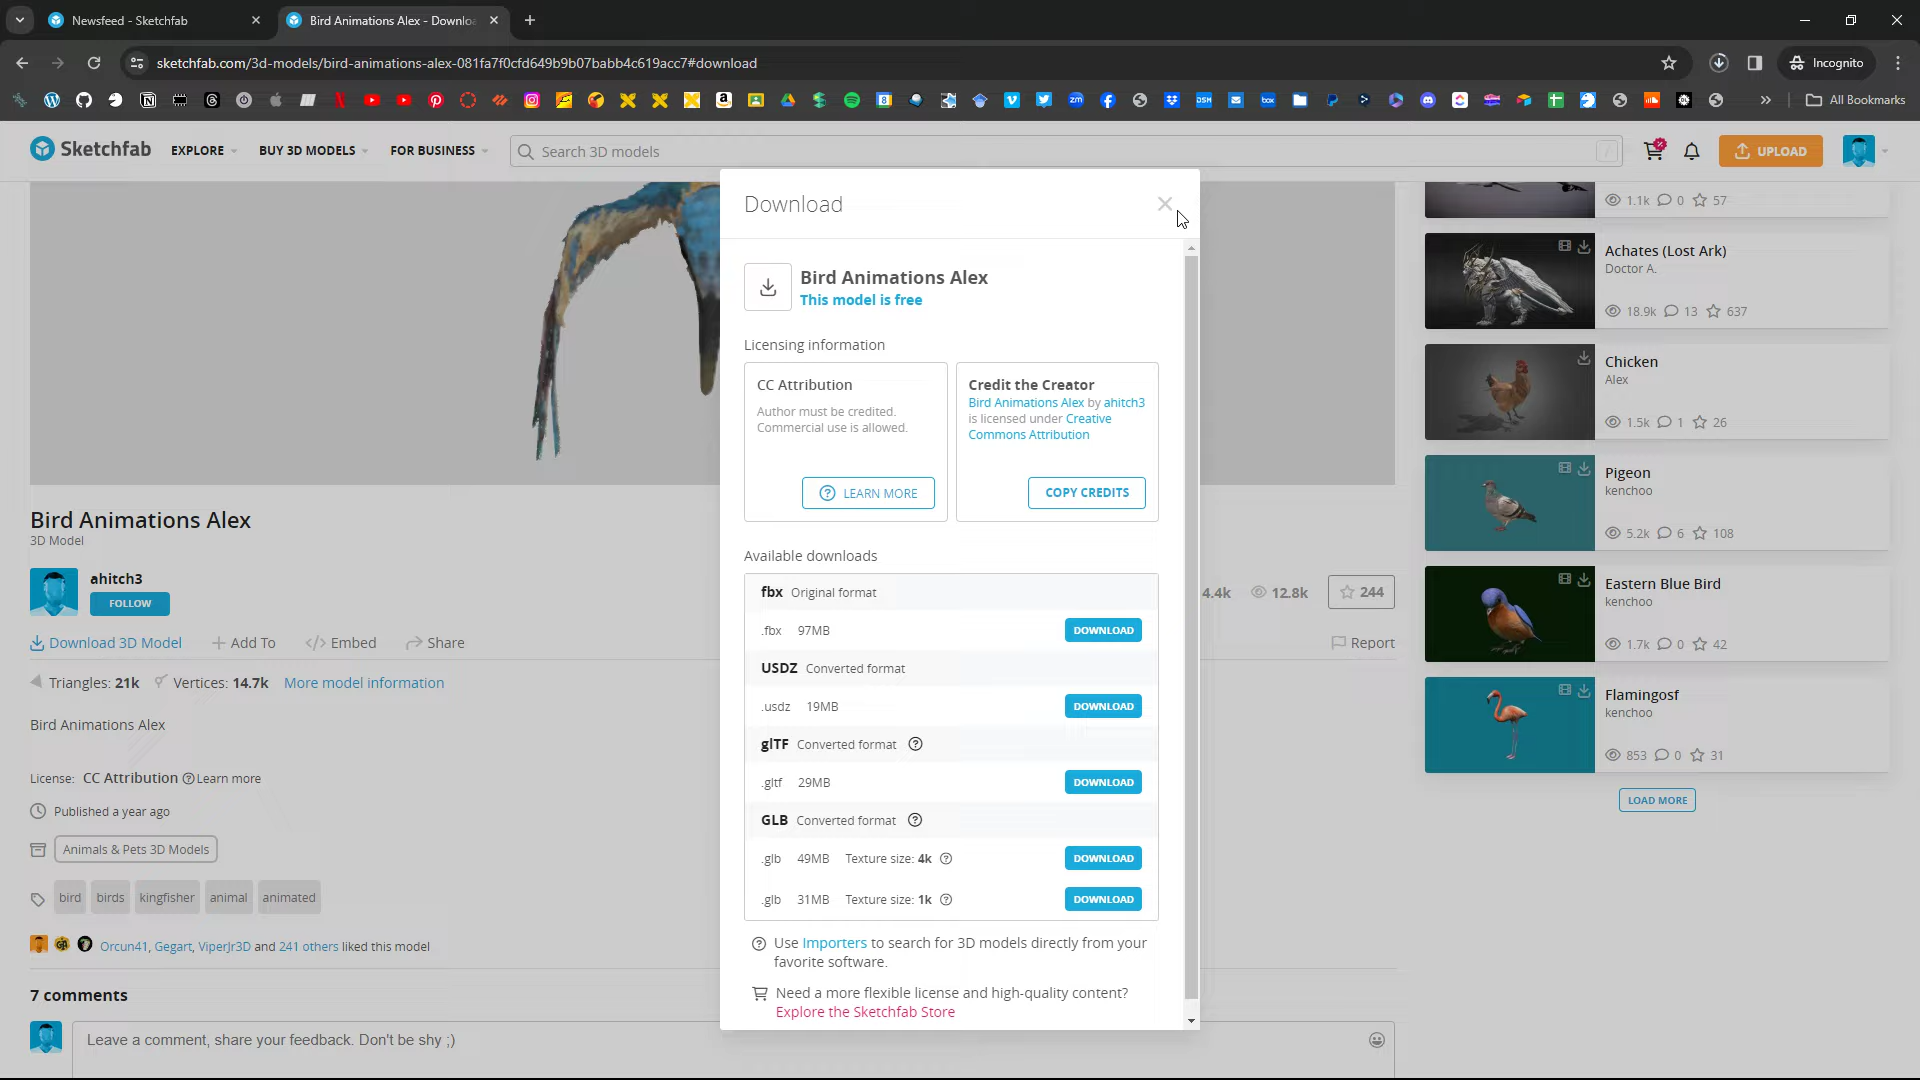 Newsfeed - Sketchfab
Bird Animations Alex - Downlo
sketchfab.com/3d-models/bird-animations-alex-081fa7f0cfd649b9b07babb4c619acc7#download
Incognito
All Bookmarks
Sketchfab
EXPLORE
BUY 3D MODELS
FOR BUSINESS
Search 3D models
/
UPLOAD
Download
Bird Animations Alex
This model is free
Licensing information
CC Attribution
Author must be credited.
Commercial use is allowed.
LEARN MORE
Credit the Creator
Bird Animations Alex by ahitch3
is licensed under Creative
Commons Attribution
COPY CREDITS
Available downloads
fbx Original format
.fbx 97MB DOWNLOAD
USDZ Converted format
.usdz 19MB DOWNLOAD
glTF Converted format
.gltf 29MB DOWNLOAD
GLB Converted format
.glb 49MB Texture size: 4k DOWNLOAD
.glb 31MB Texture size: 1k DOWNLOAD
Use Importers to search for 3D models directly from your
favorite software.
Need a more flexible license and high-quality content?
Explore the Sketchfab Store
Bird Animations Alex
3D Model
ahitch3
FOLLOW
4.4k 12.8k 244
Download 3D Model Add To Embed Share Report
Triangles: 21k Vertices: 14.7k More model information
Bird Animations Alex
License: CC Attribution Learn more
Published a year ago
Animals & Pets 3D Models
bird birds kingfisher animal animated
Orcun41, Gegart, ViperJr3D and 241 others liked this model
7 comments
Leave a comment, share your feedback. Don't be shy ;)
1.1k 0 57
Achates (Lost Ark)
Doctor A.
18.9k 13 637
Chicken
Alex
1.5k 1 26
Pigeon
kenchoo
5.2k 6 108
Eastern Blue Bird
kenchoo
1.7k 0 42
Flamingosf
kenchoo
853 0 31
LOAD MORE